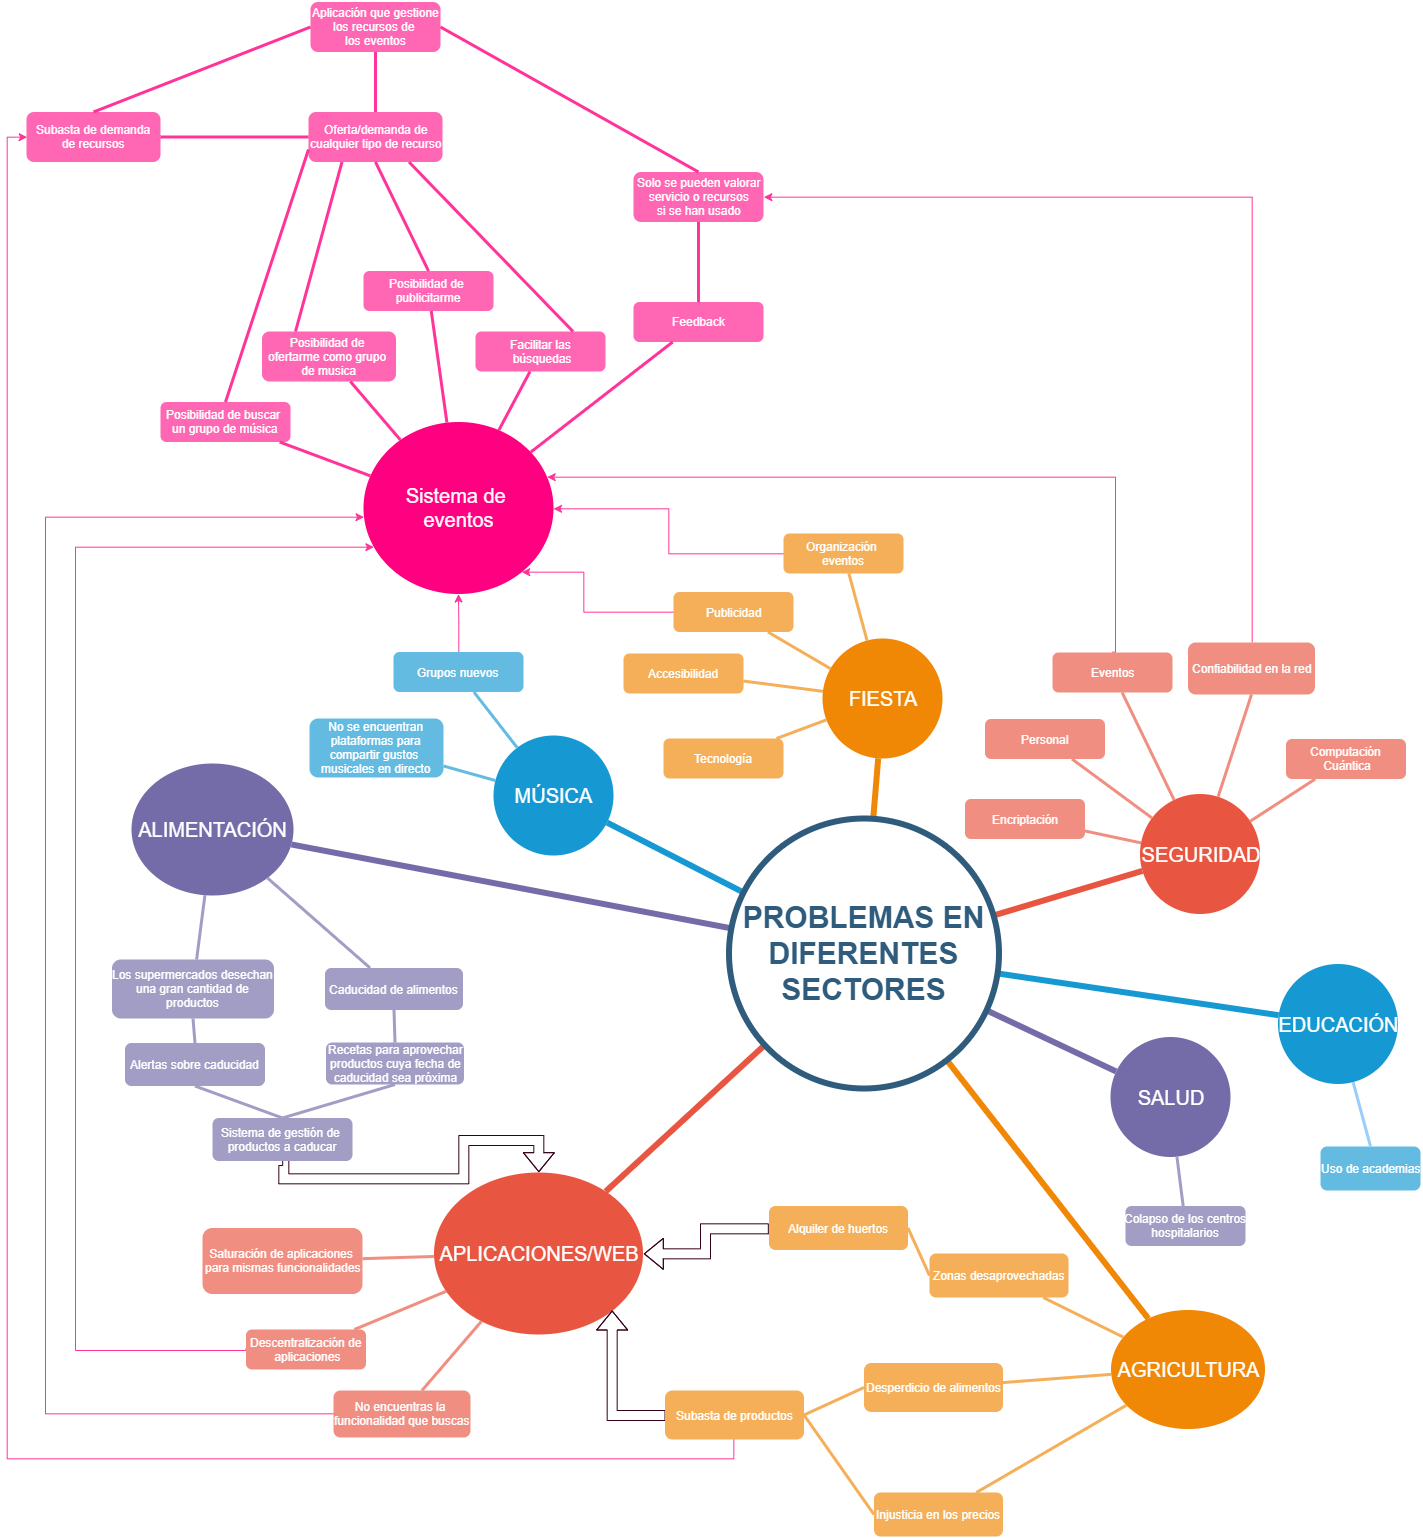 Aplicación que gestione
los recursos de
los eventos
Subasta de demanda
de recursos
Oferta/demanda de
cualquier tipo de recurso
Solo se pueden valorar
servicio o recursos
si se han usado
Posibilidad de
publicitarme
Feedback
Posibilidad de
ofertarme como grupo
de musica
Facilitar las
búsquedas
Posibilidad de buscar
un grupo de música
Sistema de
eventos
Organización
eventos
Publicidad
Accesibilidad
FIESTA
Tecnología
Grupos nuevos
No se encuentran
plataformas para
compartir gustos
musicales en directo
MÚSICA
Eventos
Confiabilidad en la red
Personal
Computación
Cuántica
Encriptación
SEGURIDAD
ALIMENTACIÓN
PROBLEMAS EN
DIFERENTES
SECTORES
Los supermercados desechan
una gran cantidad de
productos
Caducidad de alimentos
Alertas sobre caducidad
Recetas para aprovechar
productos cuya fecha de
caducidad sea próxima
Sistema de gestión de
productos a caducar
EDUCACIÓN
SALUD
Uso de academias
Colapso de los centros
hospitalarios
APLICACIONES/WEB
Saturación de aplicaciones
para mismas funcionalidades
Descentralización de
aplicaciones
No encuentras la
funcionalidad que buscas
Alquiler de huertos
Zonas desaprovechadas
AGRICULTURA
Desperdicio de alimentos
Subasta de productos
Injusticia en los precios